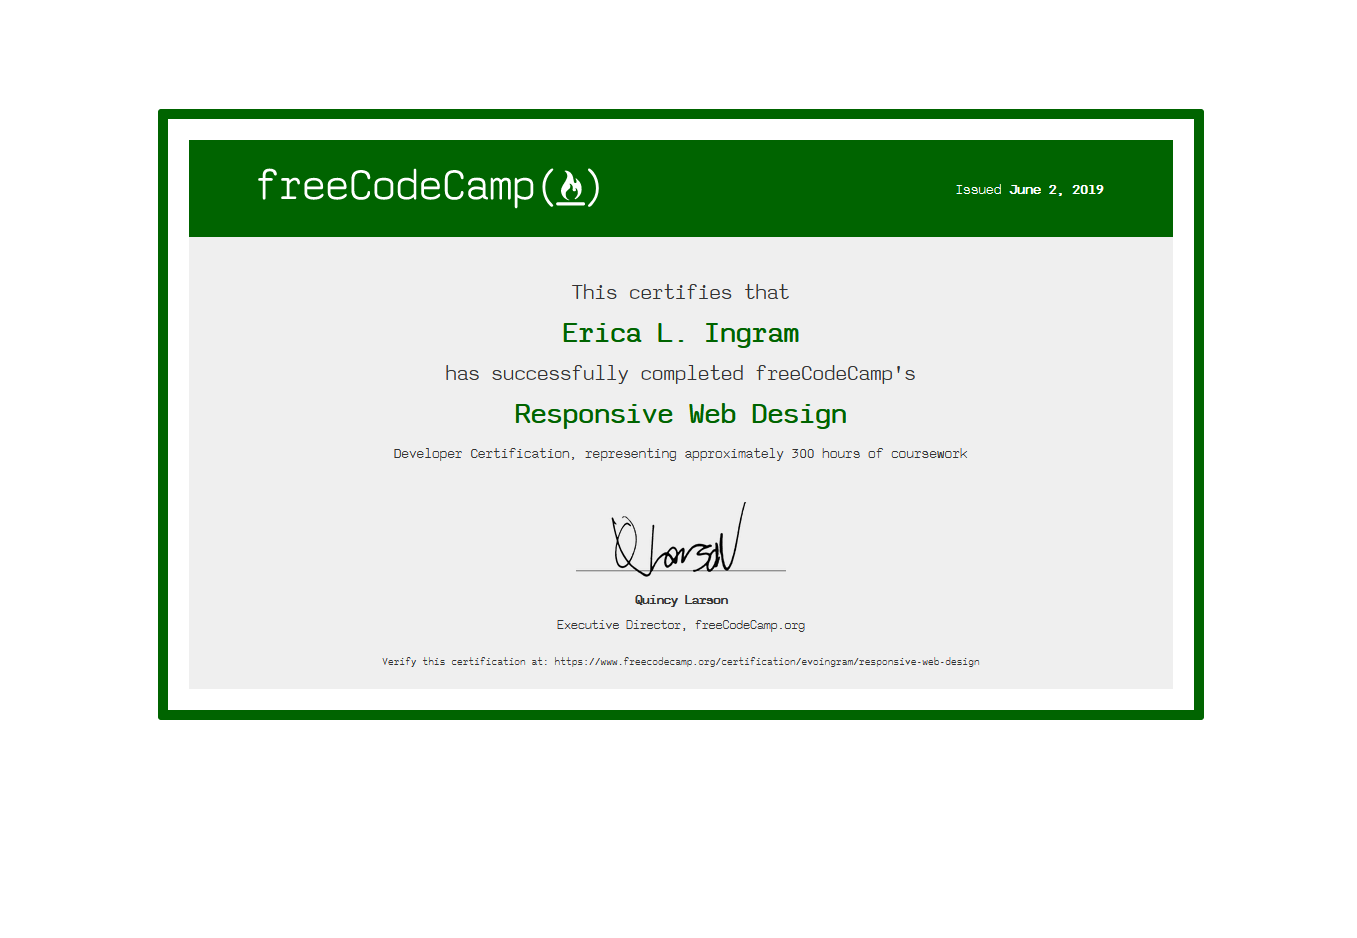 freeCodeCamp(🔥)
Issued June 2, 2019
This certifies that
Erica L. Ingram
has successfully completed freeCodeCamp's
Responsive Web Design
Developer Certification, representing approximately 300 hours of coursework
Q Larson
Quincy Larson
Executive Director, freeCodeCamp.org
Verify this certification at: https://www.freecodecamp.org/certification/evoingram/responsive-web-design